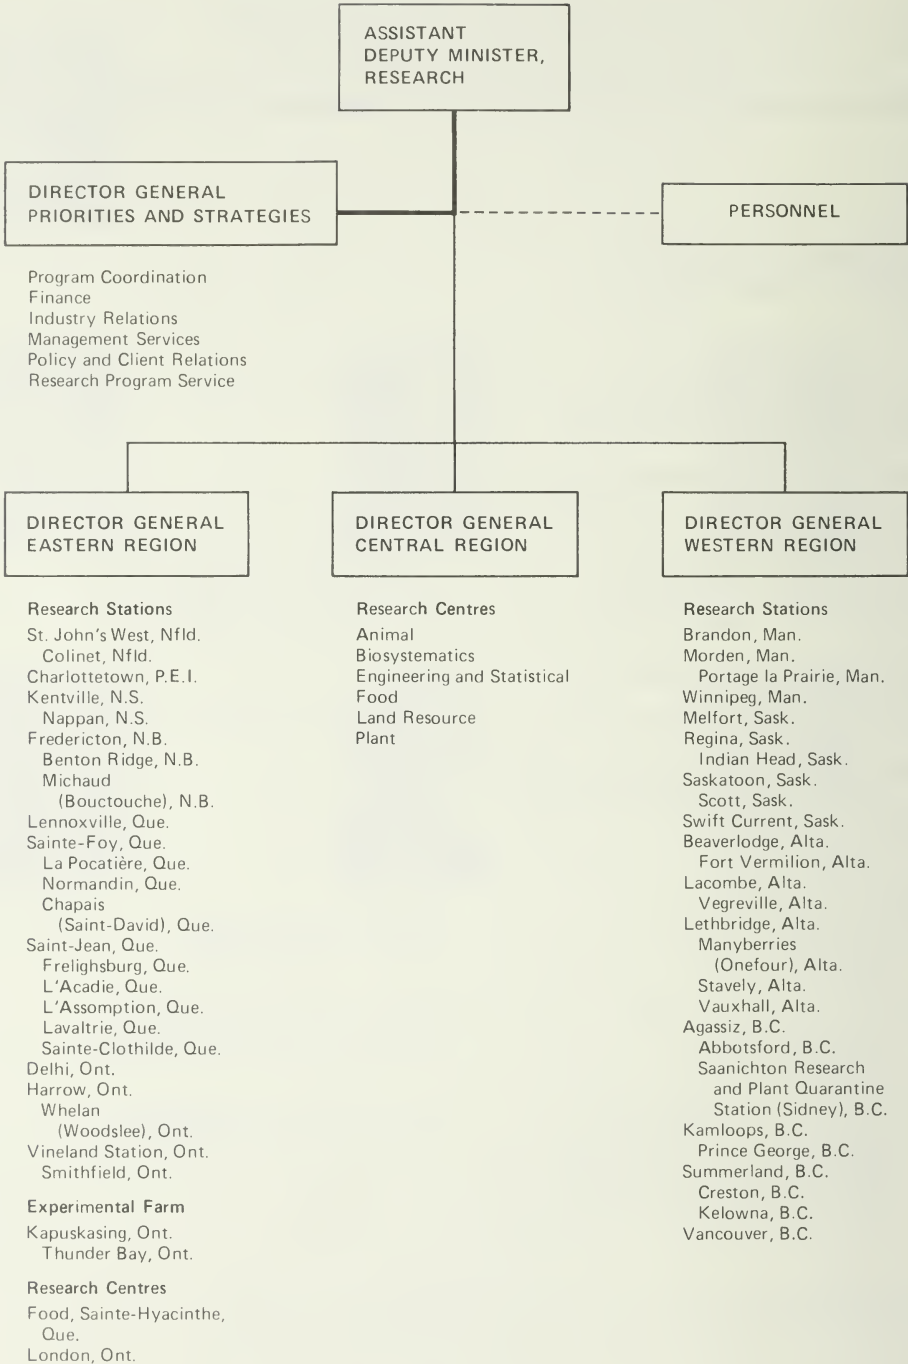 ASSISTANT
DEPUTY MINISTER,
RESEARCH
DIRECTOR GENERAL
PRIORITIES AND STRATEGIES
PERSONNEL
Program Coordination
Finance
Industry Relations
Management Services
Policy and Client Relations
Research Program Service
DIRECTOR GENERAL
EASTERN REGION
Research Stations
St. John's West, Nfld.
Colinet, Nfld.
Charlottetown, P.E.I.
Kentville, N.S.
Nappan, N.S.
Fredericton, N.B.
Benton Ridge, N.B.
Michaud
(Bouctouche), N.B.
Lennoxville, Que.
Sainte-Foy, Que.
La Pocatière, Que.
Normandin, Que.
Chapais
(Saint-David), Que.
Saint-Jean, Que.
Frelighsburg, Que.
L'Acadie, Que.
L'Assomption, Que.
Lavaltrie, Que.
Sainte-Clothilde, Que.
Delhi, Ont.
Harrow, Ont.
Whelan
(Woodslee), Ont.
Vineland Station, Ont.
Smithfield, Ont.
Experimental Farm
Kapuskasing, Ont.
Thunder Bay, Ont.
Research Centres
Food, Sainte-Hyacinthe,
Que.
London, Ont.
DIRECTOR GENERAL
CENTRAL REGION
Research Centres
Animal
Biosystematics
Engineering and Statistical
Food
Land Resource
Plant
DIRECTOR GENERAL
WESTERN REGION
Research Stations
Brandon, Man.
Morden, Man.
Portage la Prairie, Man.
Winnipeg, Man.
Melfort, Sask.
Regina, Sask.
Indian Head, Sask.
Saskatoon, Sask.
Scott, Sask.
Swift Current, Sask.
Beaverlodge, Alta.
Fort Vermilion, Alta.
Lacombe, Alta.
Vegreville, Alta.
Lethbridge, Alta.
Manyberries
(Onefour), Alta.
Stavely, Alta.
Vauxhall, Alta.
Agassiz, B.C.
Abbotsford, B.C.
Saanichton Research
and Plant Quarantine
Station (Sidney), B.C.
Kamloops, B.C.
Prince George, B.C.
Summerland, B.C.
Creston, B.C.
Kelowna, B.C.
Vancouver, B.C.